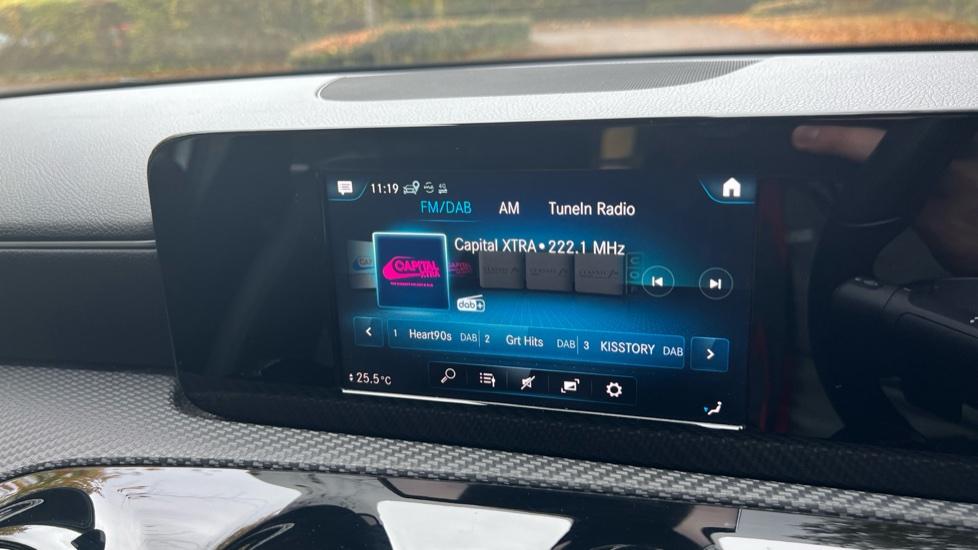 11:19 4G
FM/DAB AM TuneIn Radio
Capital XTRA • 222.1 MHz
CAPITAL XTRA
dab+
1 Heart90s DAB 2 Grt Hits DAB 3 KISSTORY DAB
25.5°C